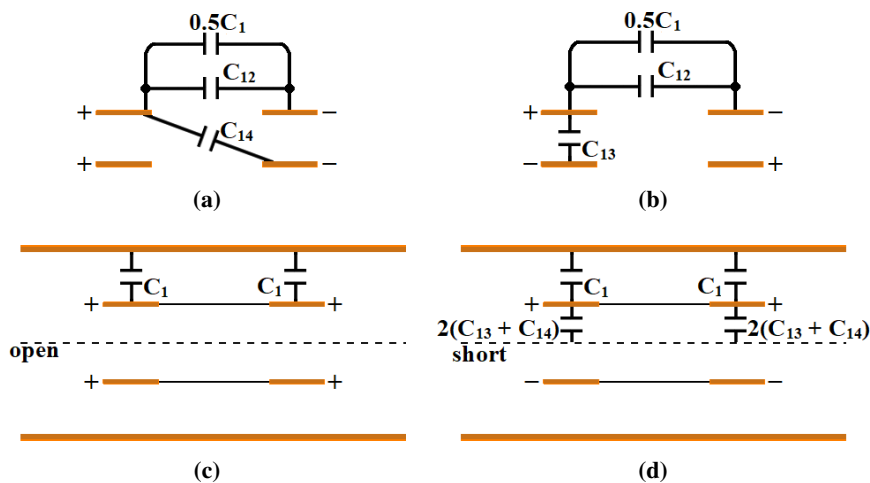 0.5C₁
C₁₂
+ −
C₁₄
+ −
(a)
0.5C₁
C₁₂
+ −
C₁₃
− +
(b)
C₁ C₁
+ +
open
+ +
(c)
C₁ C₁
+ +
2(C₁₃ + C₁₄) 2(C₁₃ + C₁₄)
short
− −
(d)